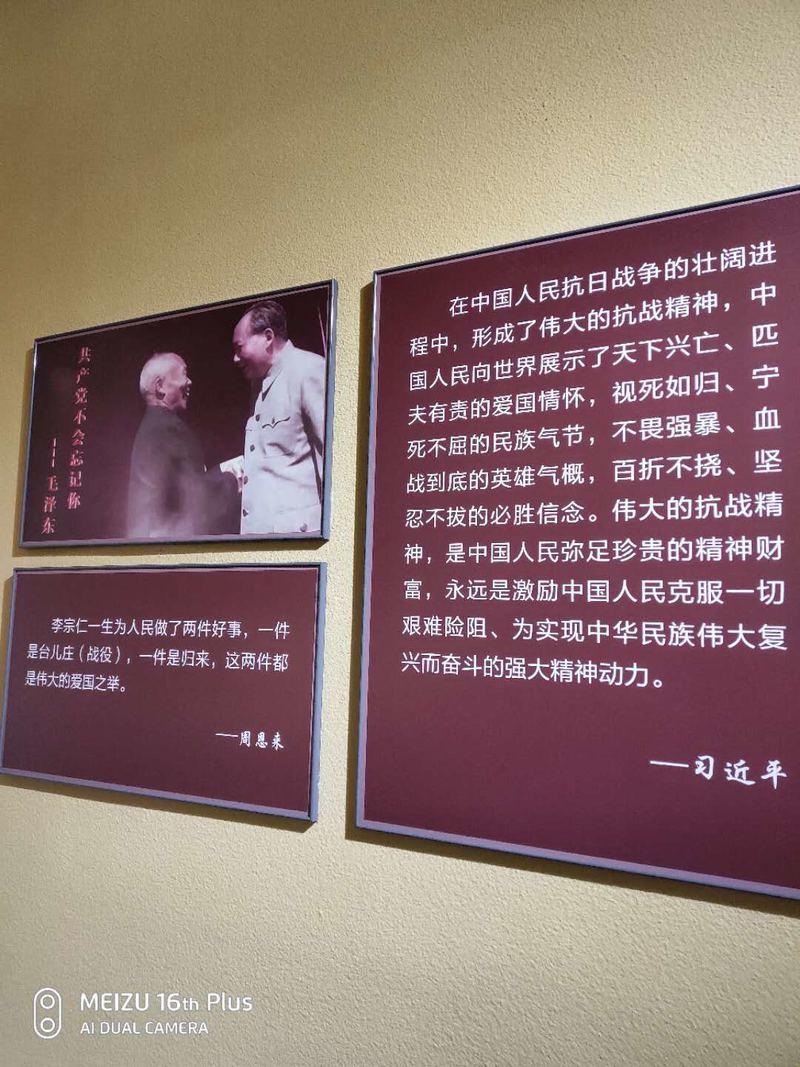 共产党不会忘记你
---毛泽东
李宗仁一生为人民做了两件好事，一件
是台儿庄（战役），一件是归来，这两件都
是伟大的爱国之举。
——周恩来
在中国人民抗日战争的壮阔进
程中，形成了伟大的抗战精神，中
国人民向世界展示了天下兴亡、匹
夫有责的爱国情怀，视死如归、宁
死不屈的民族气节，不畏强暴、血
战到底的英雄气概，百折不挠、坚
忍不拔的必胜信念。伟大的抗战精
神，是中国人民弥足珍贵的精神财
富，永远是激励中国人民克服一切
艰难险阻、为实现中华民族伟大复
兴而奋斗的强大精神动力。
——习近平
MEIZU 16th Plus
AI DUAL CAMERA